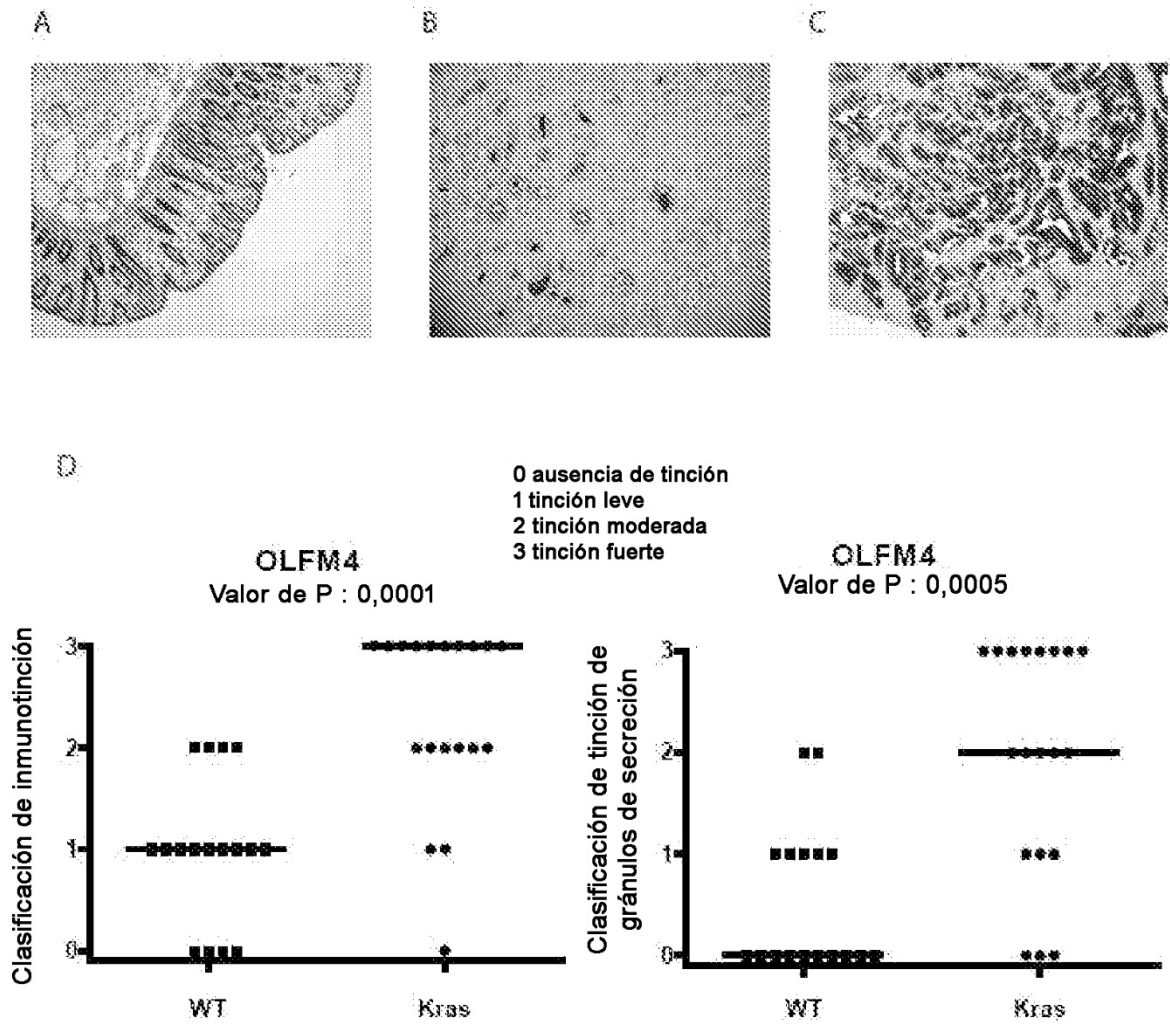 A
B
C
D
0 ausencia de tinción
1 tinción leve
2 tinción moderada
3 tinción fuerte
OLFM4
Valor de P : 0,0001
Clasificación de inmunotinción
3
2
1
0
WT
Kras
OLFM4
Valor de P : 0,0005
Clasificación de tinción de
gránulos de secreción
3
2
1
0
WT
Kras